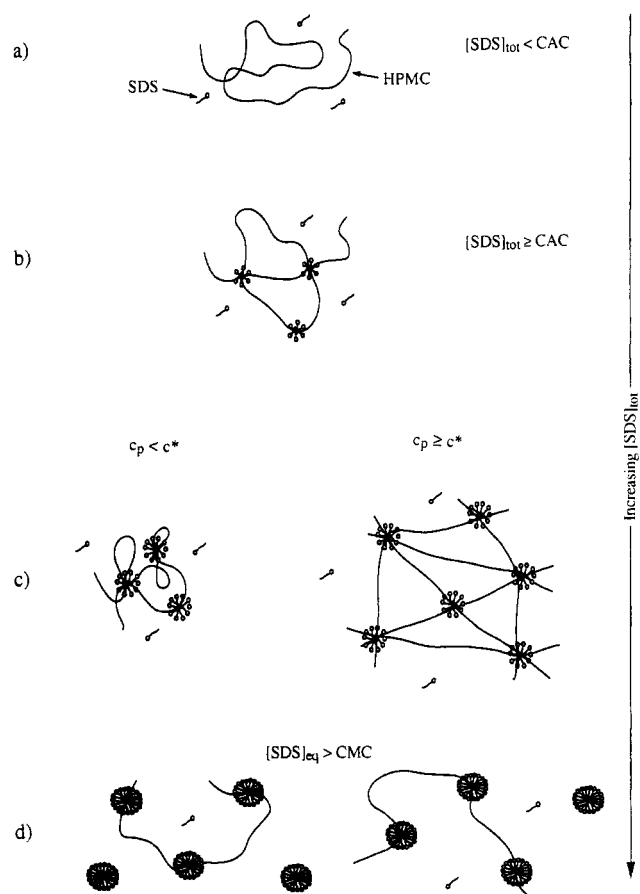 a)
[SDS]tot < CAC
SDS
HPMC
b)
[SDS]tot ≥ CAC
cp < c*
cp ≥ c*
c)
[SDS]eq > CMC
d)
Increasing [SDS]tot